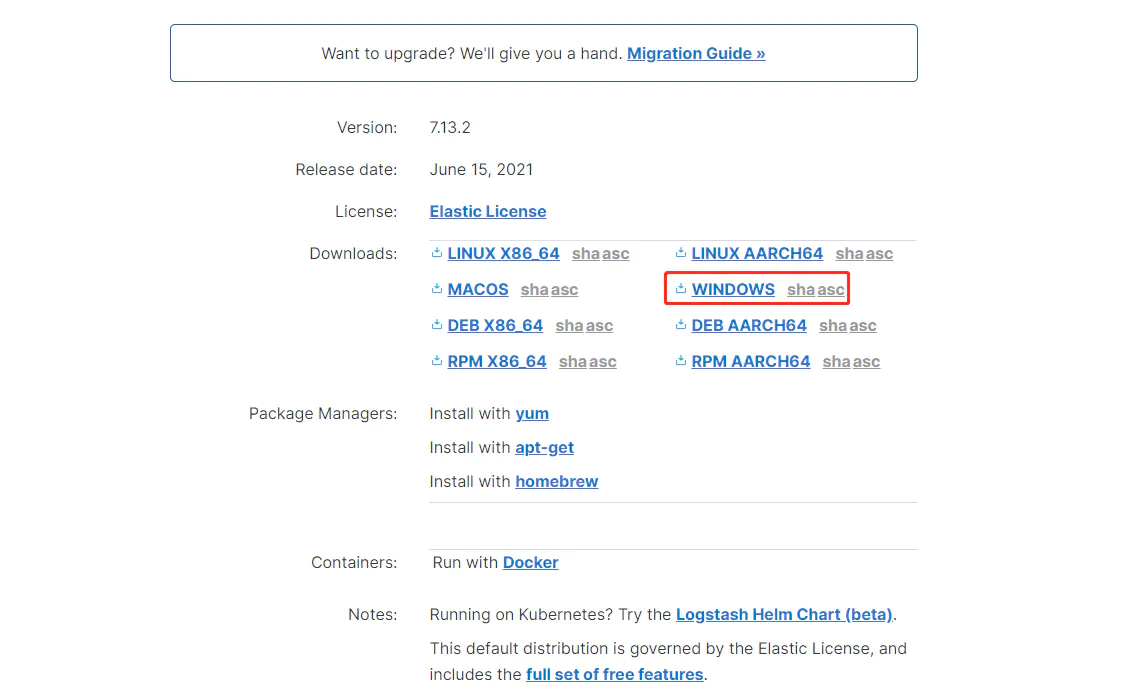 Want to upgrade? We'll give you a hand. Migration Guide »
Version: 7.13.2
Release date: June 15, 2021
License: Elastic License
Downloads: LINUX X86_64 sha asc LINUX AARCH64 sha asc
MACOS sha asc WINDOWS sha asc
DEB X86_64 sha asc DEB AARCH64 sha asc
RPM X86_64 sha asc RPM AARCH64 sha asc
Package Managers: Install with yum
Install with apt-get
Install with homebrew
Containers: Run with Docker
Notes: Running on Kubernetes? Try the Logstash Helm Chart (beta).
This default distribution is governed by the Elastic License, and
includes the full set of free features.